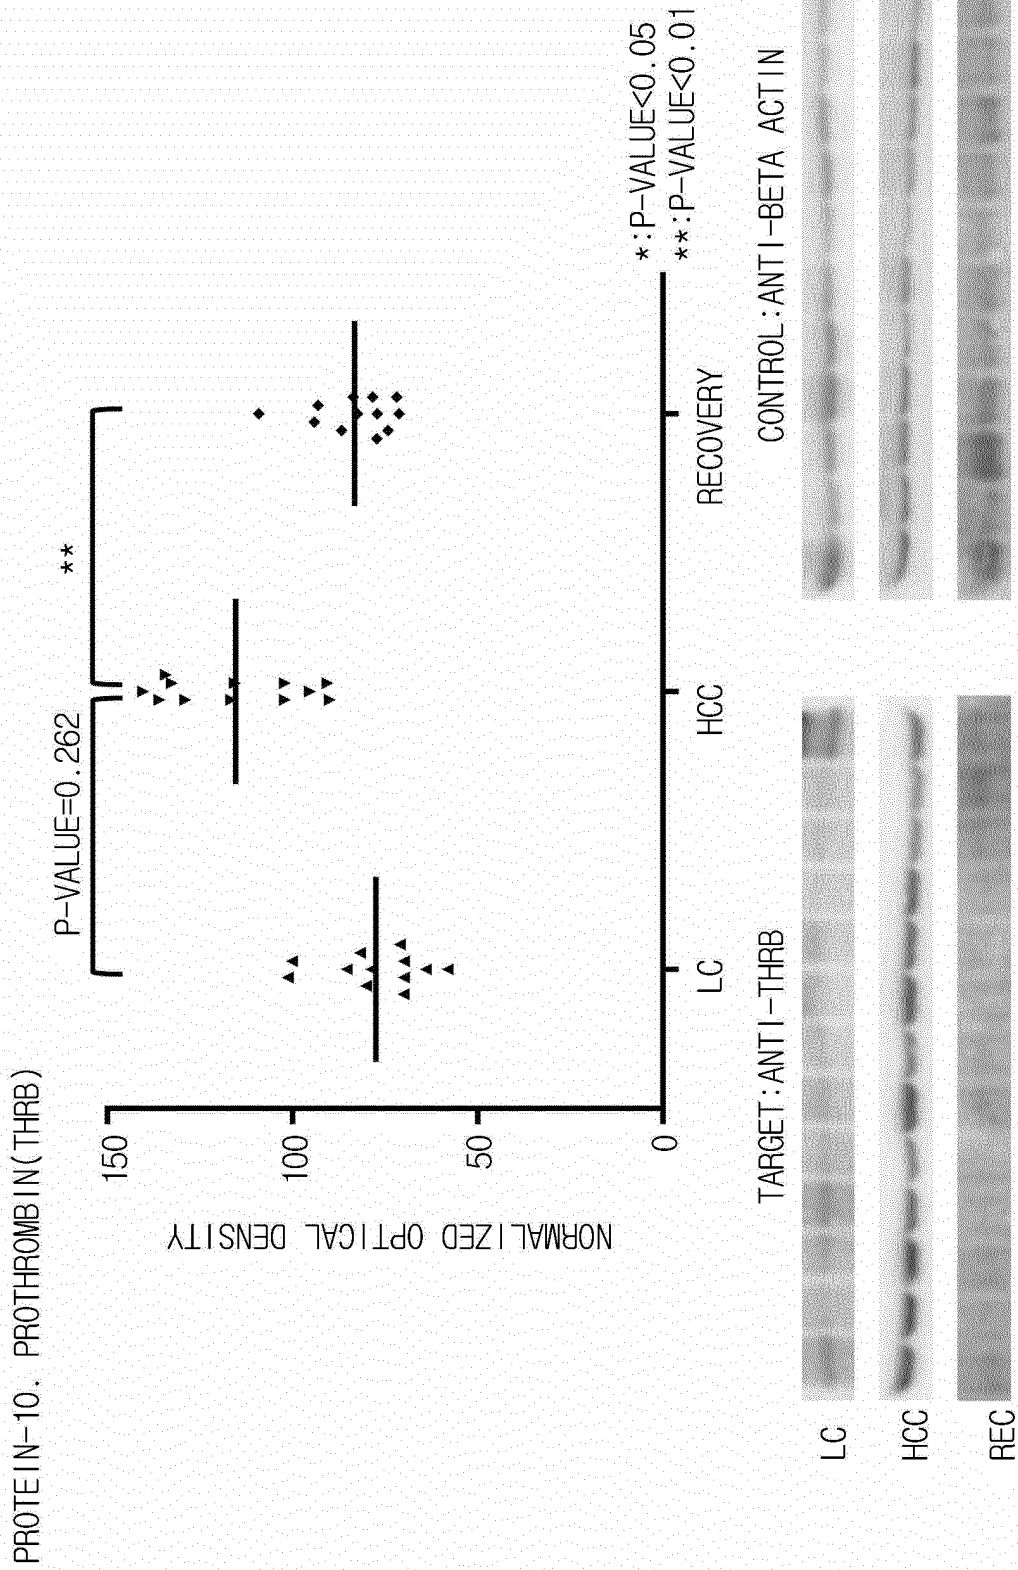 PROTEIN-10. PROTHROMBIN(THRB)
P-VALUE=0.262
**
150
100
50
0
NORMALIZED OPTICAL DENSITY
LC
HCC
RECOVERY
*:P-VALUE<0.05
**:P-VALUE<0.01
TARGET:ANTI-THRB
CONTROL:ANTI-BETA ACTIN
LC
HCC
REC